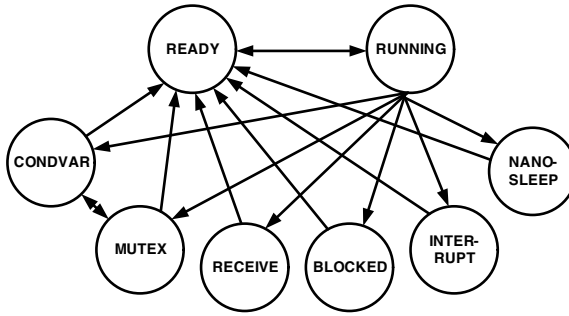 READY
RUNNING
CONDVAR
NANO-
SLEEP
MUTEX
RECEIVE
BLOCKED
INTER-
RUPT